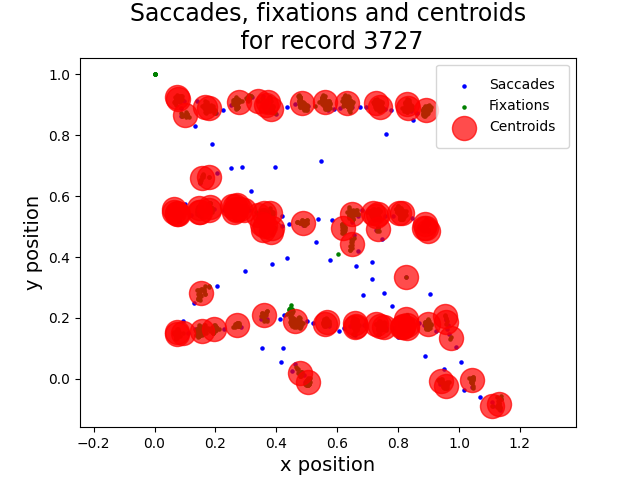 Saccades, fixations and centroids
for record 3727
Saccades
Fixations
Centroids
y position
1.0
0.8
0.6
0.4
0.2
0.0
−0.2 0.0 0.2 0.4 0.6 0.8 1.0 1.2
x position